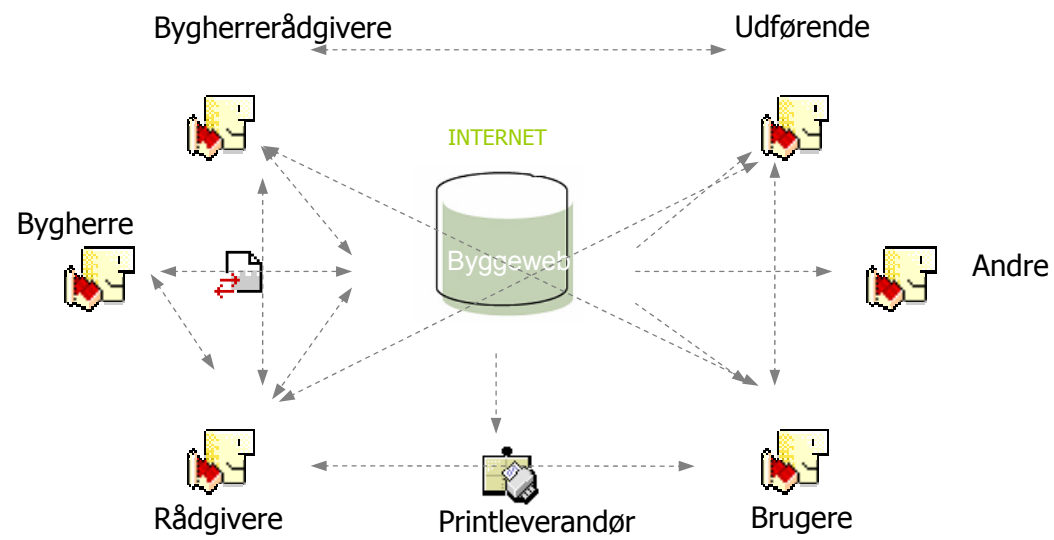 Bygherrerådgivere
Udførende
INTERNET
Bygherre
Byggeweb
Andre
Rådgivere
Printleverandør
Brugere